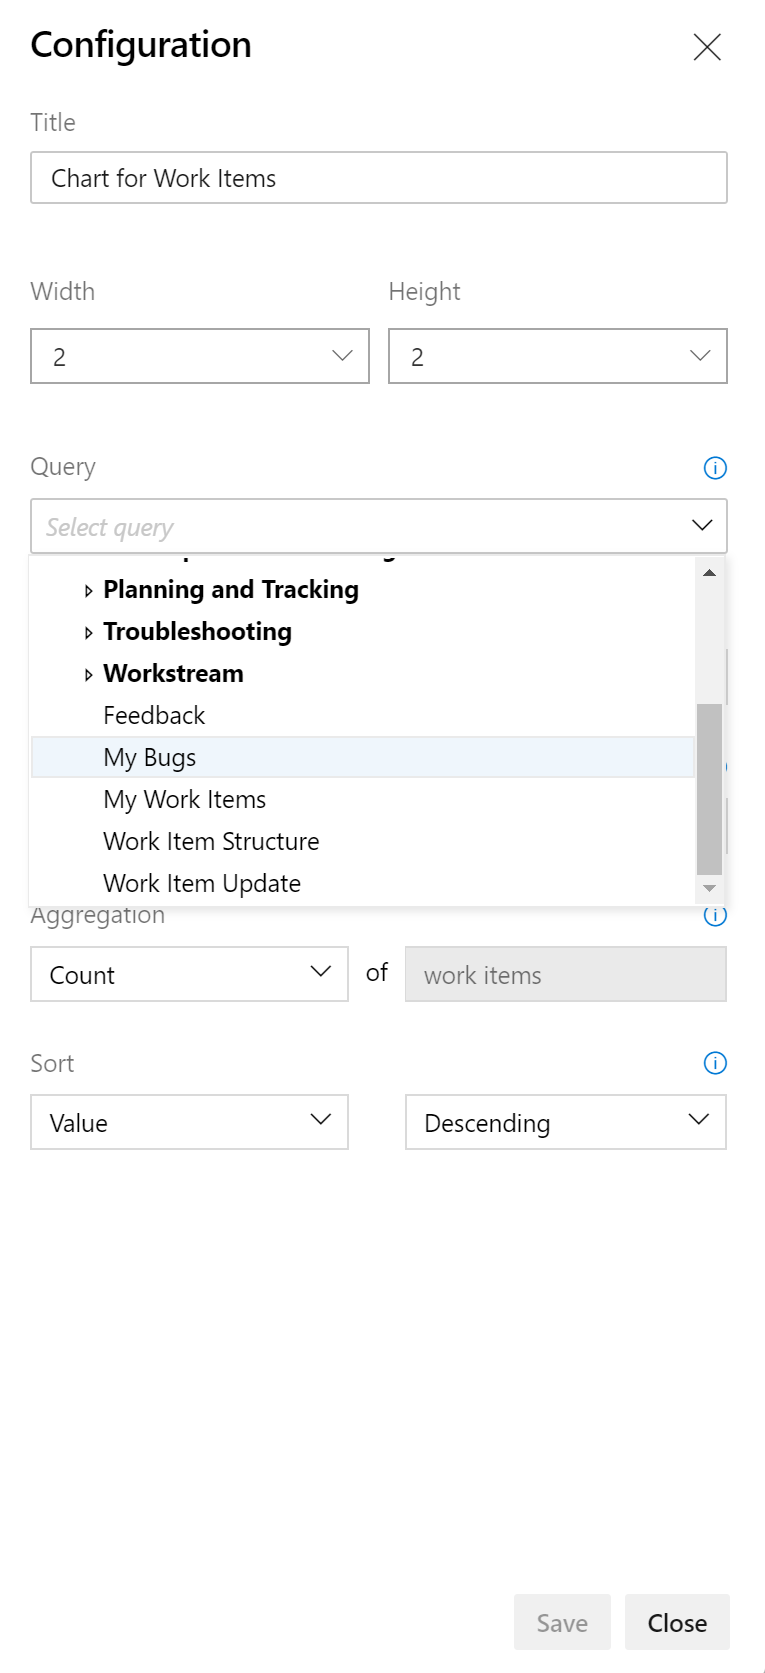 Configuration
Title
Chart for Work Items
Width Height
2 2
Query
Select query
Planning and Tracking
Troubleshooting
Workstream
Feedback
My Bugs
My Work Items
Work Item Structure
Work Item Update
Aggregation
Count of work items
Sort
Value Descending
Save Close